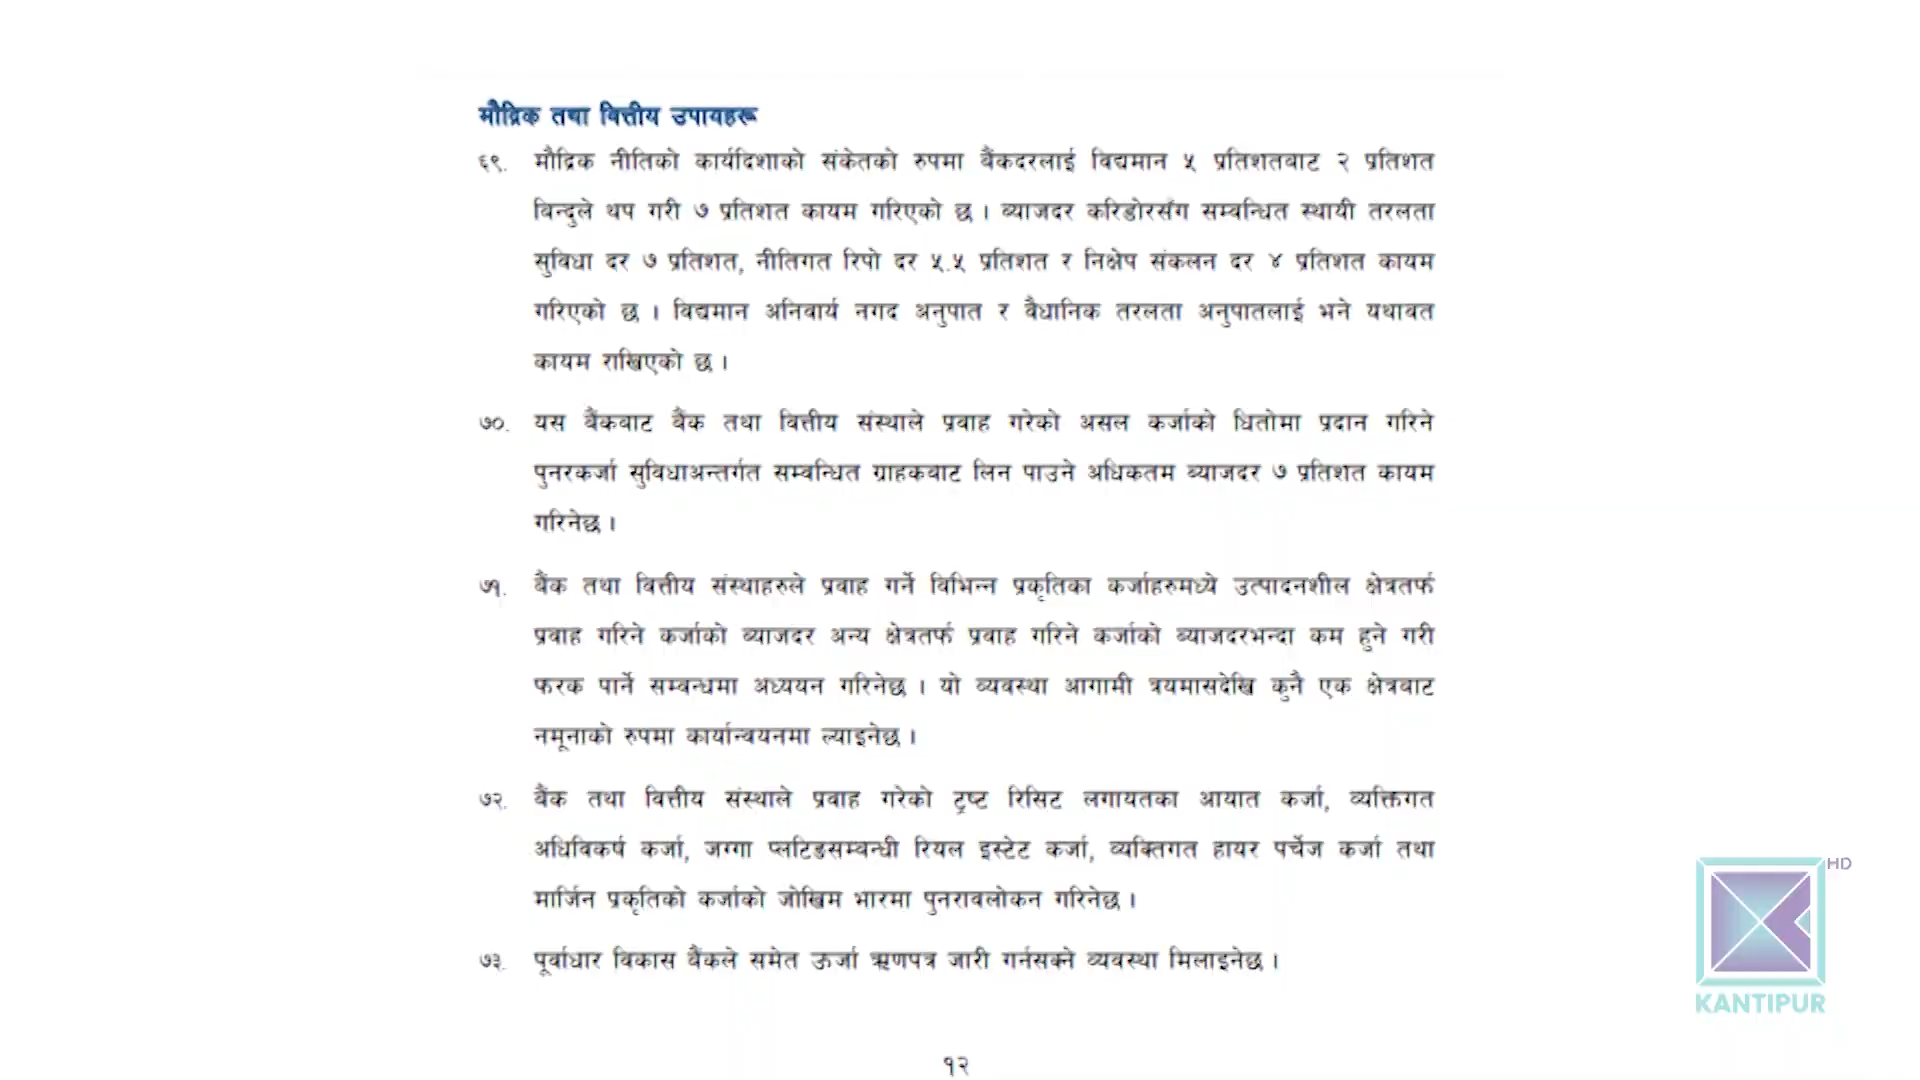 मौद्रिक तथा वित्तीय उपायहरू
६९. मौद्रिक नीतिको कार्यदिशाको संकेतको रुपमा बैंकदरलाई विद्यमान ५ प्रतिशतबाट २ प्रतिशत
बिन्दुले थप गरी ७ प्रतिशत कायम गरिएको छ । ब्याजदर करिडोरसँग सम्बन्धित स्थायी तरलता
सुविधा दर ७ प्रतिशत, नीतिगत रिपो दर ५.५ प्रतिशत र निक्षेप संकलन दर ४ प्रतिशत कायम
गरिएको छ । विद्यमान अनिवार्य नगद अनुपात र वैधानिक तरलता अनुपातलाई भने यथावत
कायम राखिएको छ ।
७०. यस बैंकबाट बैंक तथा वित्तीय संस्थाले प्रवाह गरेको असल कर्जाको धितोमा प्रदान गरिने
पुनरकर्जा सुविधाअन्तर्गत सम्बन्धित ग्राहकबाट लिन पाउने अधिकतम ब्याजदर ७ प्रतिशत कायम
गरिनेछ ।
७१. बैंक तथा वित्तीय संस्थाहरुले प्रवाह गर्ने विभिन्न प्रकृतिका कर्जाहरुमध्ये उत्पादनशील क्षेत्रतर्फ
प्रवाह गरिने कर्जाको ब्याजदर अन्य क्षेत्रतर्फ प्रवाह गरिने कर्जाको ब्याजदरभन्दा कम हुने गरी
फरक पार्ने सम्बन्धमा अध्ययन गरिनेछ । यो व्यवस्था आगामी त्रयमासदेखि कुनै एक क्षेत्रबाट
नमूनाको रुपमा कार्यान्वयनमा ल्याइनेछ ।
७२. बैंक तथा वित्तीय संस्थाले प्रवाह गरेको ट्रष्ट रिसिट लगायतका आयात कर्जा, व्यक्तिगत
अधिविकर्ष कर्जा, जग्गा प्लटिङसम्बन्धी रियल इस्टेट कर्जा, व्यक्तिगत हायर पर्चेज कर्जा तथा
मार्जिन प्रकृतिको कर्जाको जोखिम भारमा पुनरावलोकन गरिनेछ ।
७३. पूर्वाधार विकास बैंकले समेत ऊर्जा ऋणपत्र जारी गर्नसक्ने व्यवस्था मिलाइनेछ ।
१२
HD
KANTIPUR